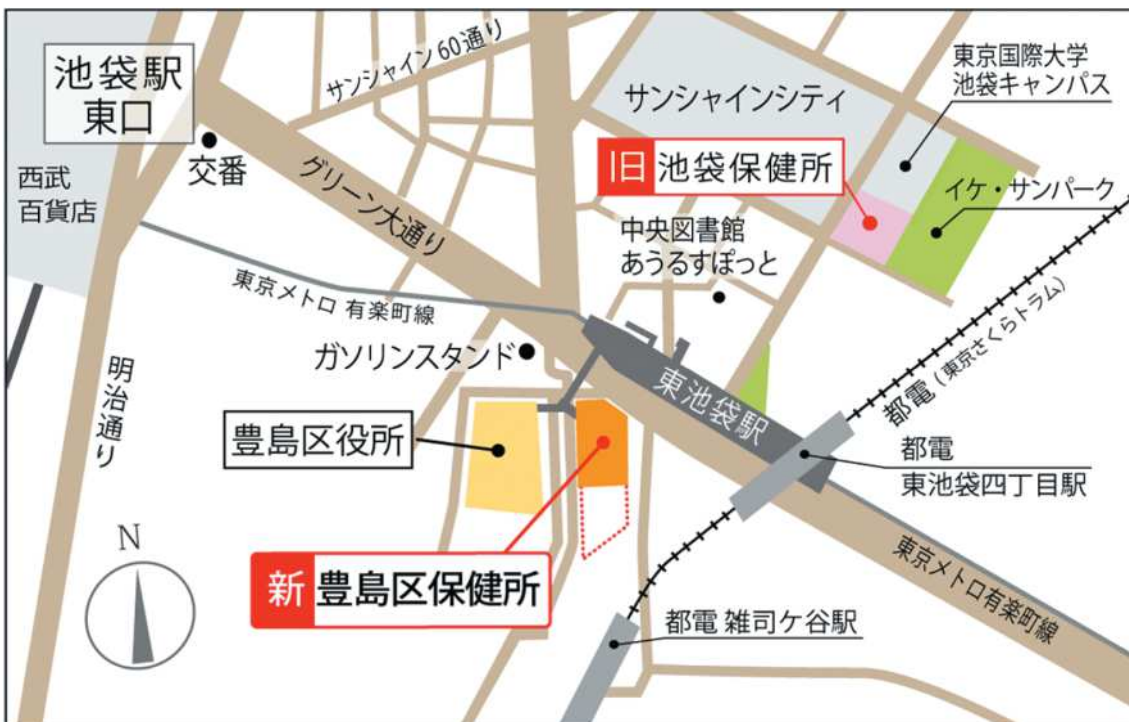 池袋駅
東口
サンシャイン60通り
東京国際大学
池袋キャンパス
サンシャインシティ
交番
西武
百貨店
グリーン大通り
旧 池袋保健所
イケ・サンパーク
中央図書館
あうるすぽっと
東京メトロ 有楽町線
ガソリンスタンド
明治通り
東池袋駅
都電(東京さくらトラム)
豊島区役所
都電
東池袋四丁目駅
N
新 豊島区保健所
東京メトロ有楽町線
都電 雑司ケ谷駅